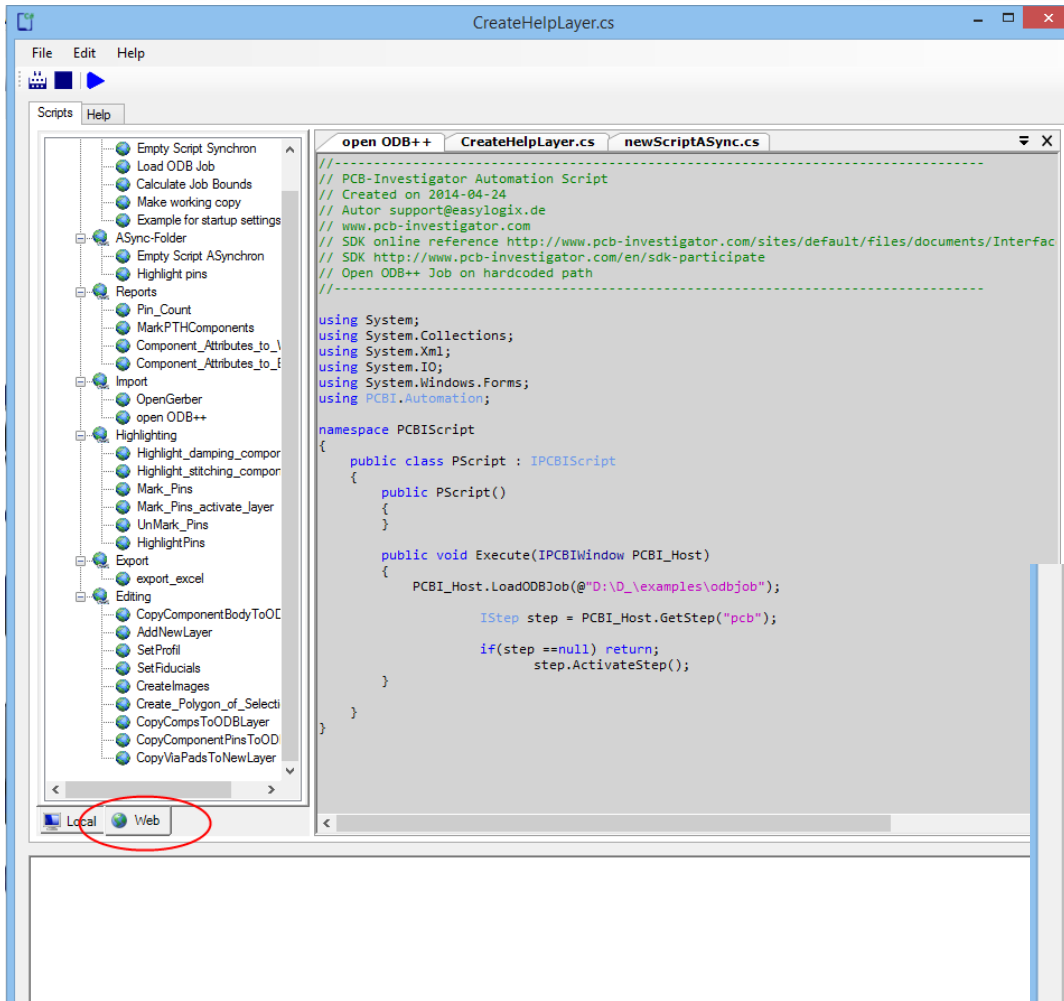 CreateHelpLayer.cs
File Edit Help
Scripts Help
Empty Script Synchron
Load ODB Job
Calculate Job Bounds
Make working copy
Example for startup settings
ASync-Folder
Empty Script ASynchron
Highlight pins
Reports
Pin_Count
MarkPTHComponents
Component_Attributes_to_
Component_Attributes_to_E
Import
OpenGerber
open ODB++
Highlighting
Highlight_damping_compor
Highlight_stitching_compor
Mark_Pins
Mark_Pins_activate_layer
UnMark_Pins
HighlightPins
Export
export_excel
Editing
CopyComponentBodyToOD
AddNewLayer
SetProfil
SetFiducials
CreateImages
Create_Polygon_of_Selecti
CopyCompsToODBLayer
CopyComponentPinsToOD
CopyViaPadsToNewLayer
Local Web
open ODB++ CreateHelpLayer.cs newScriptASync.cs
//-----------------------------------------------------------------------------------
// PCB-Investigator Automation Script
// Created on 2014-04-24
// Autor support@easylogix.de
// www.pcb-investigator.com
// SDK online reference http://www.pcb-investigator.com/sites/default/files/documents/Interfac
// SDK http://www.pcb-investigator.com/en/sdk-participate
// Open ODB++ Job on hardcoded path
//-----------------------------------------------------------------------------------
using System;
using System.Collections;
using System.Xml;
using System.IO;
using System.Windows.Forms;
using PCBI.Automation;
namespace PCBIScript
{
public class PScript : IPCBIScript
{
public PScript()
{
}
public void Execute(IPCBIWindow PCBI_Host)
{
PCBI_Host.LoadODBJob(@"D:\D_\examples\odbjob");
IStep step = PCBI_Host.GetStep("pcb");
if(step ==null) return;
step.ActivateStep();
}
}
}